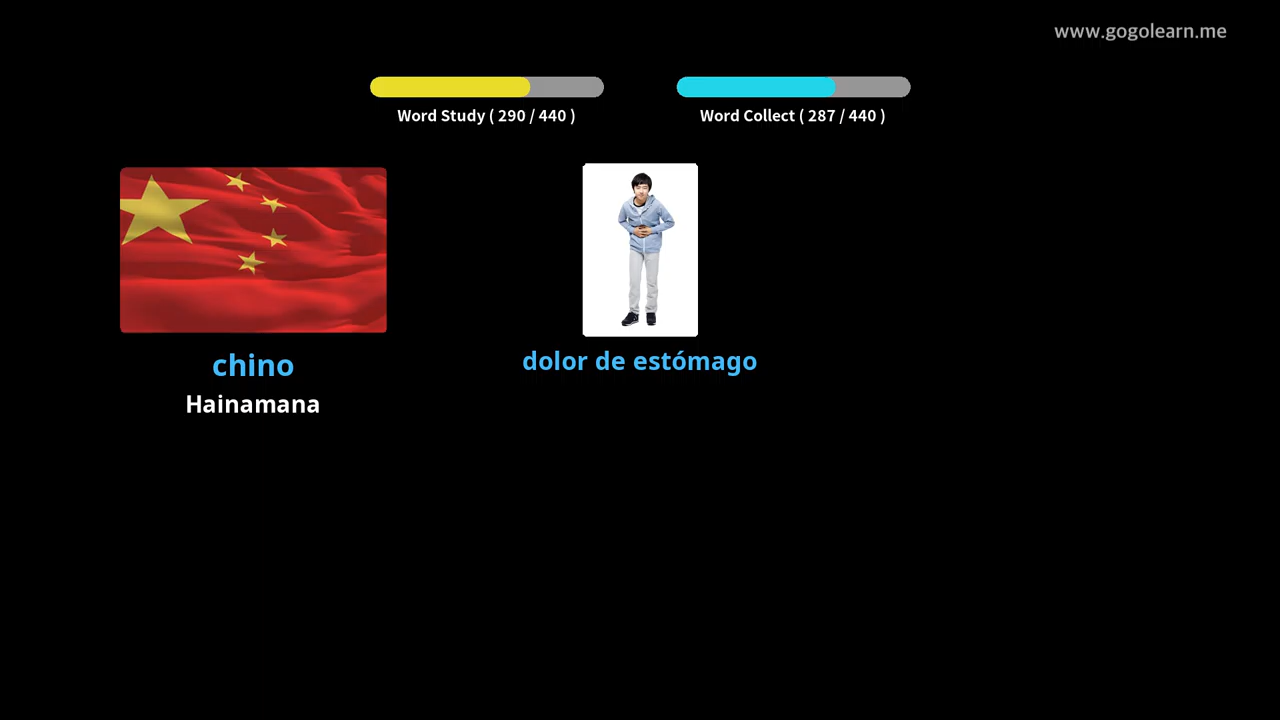 www.gogolearn.me
Word Study ( 290 / 440 )
Word Collect ( 287 / 440 )
chino
Hainamana
dolor de estómago